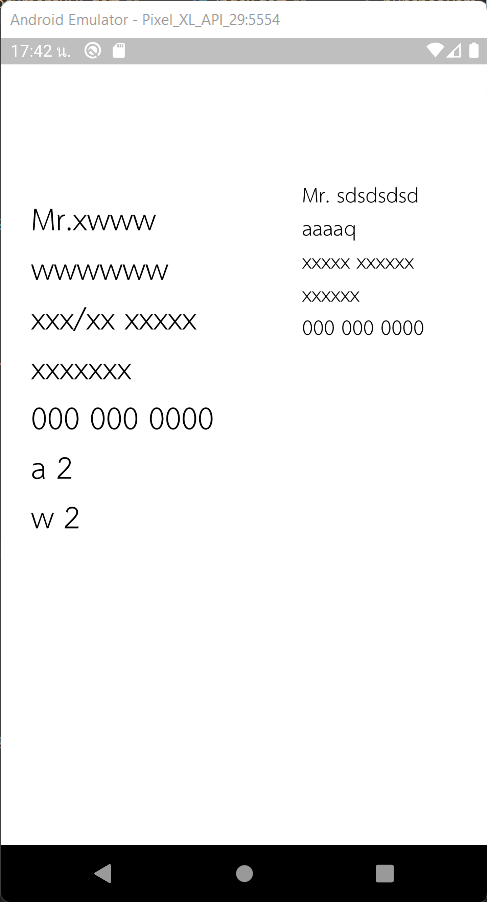 Android Emulator - Pixel_XL_API_29:5554
17:42 น.
Mr.xwww
wwwwww
xxx/xx xxxxx
xxxxxxx
000 000 0000
a 2
w 2
Mr. sdsdsdsd
aaaaq
xxxxx xxxxxx
xxxxxx
000 000 0000